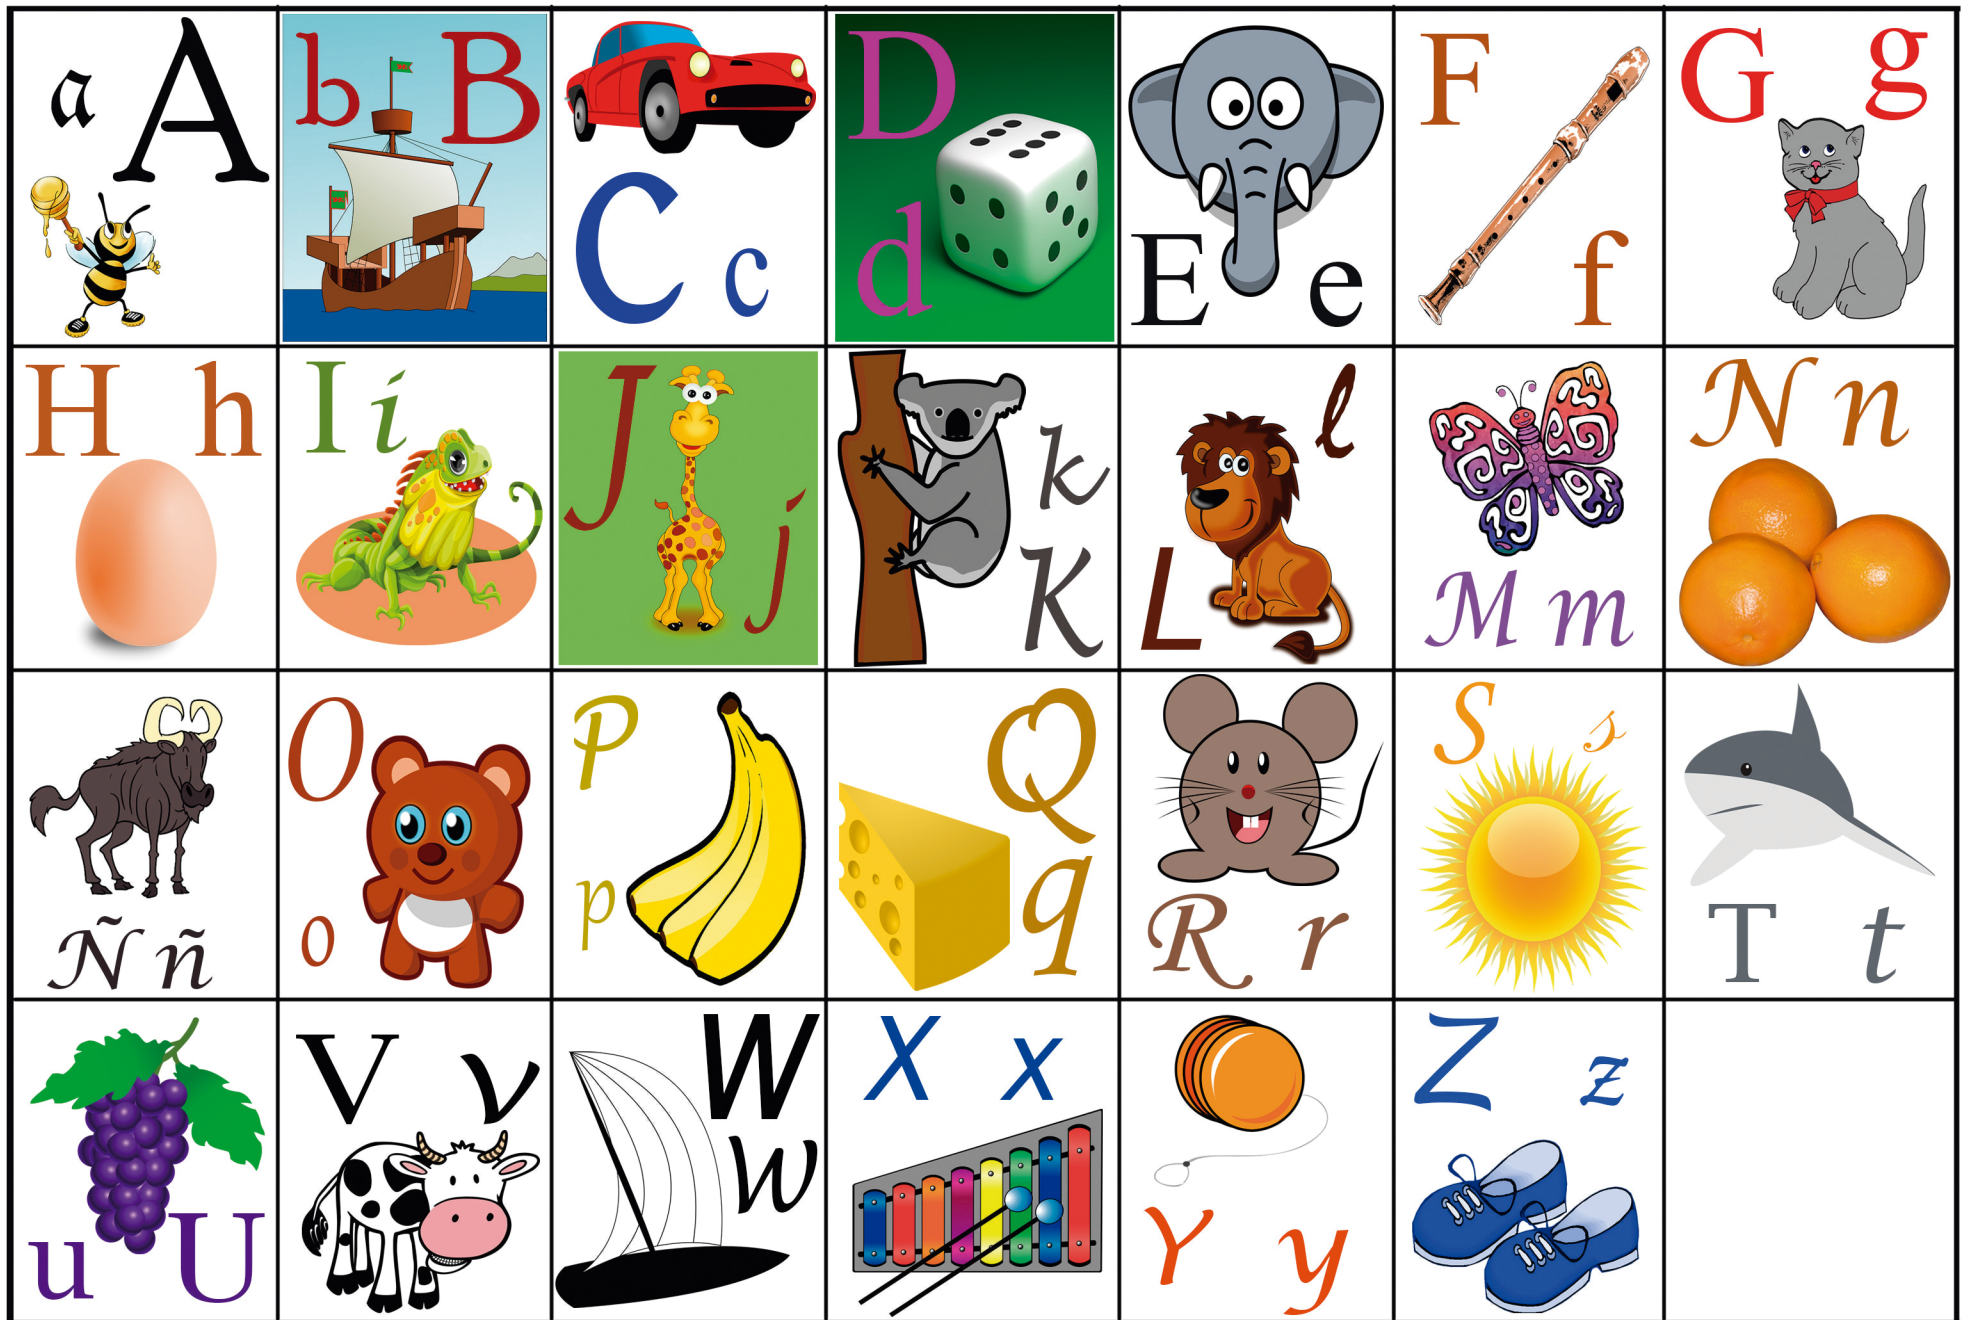 a A
b B
C c
D d
E e
F f
G g
H h
I i
J j
k K
l L
M m
N n
Ñ ñ
O o
P p
Q q
R r
S s
T t
u U
V v
W w
X x
Y y
Z z